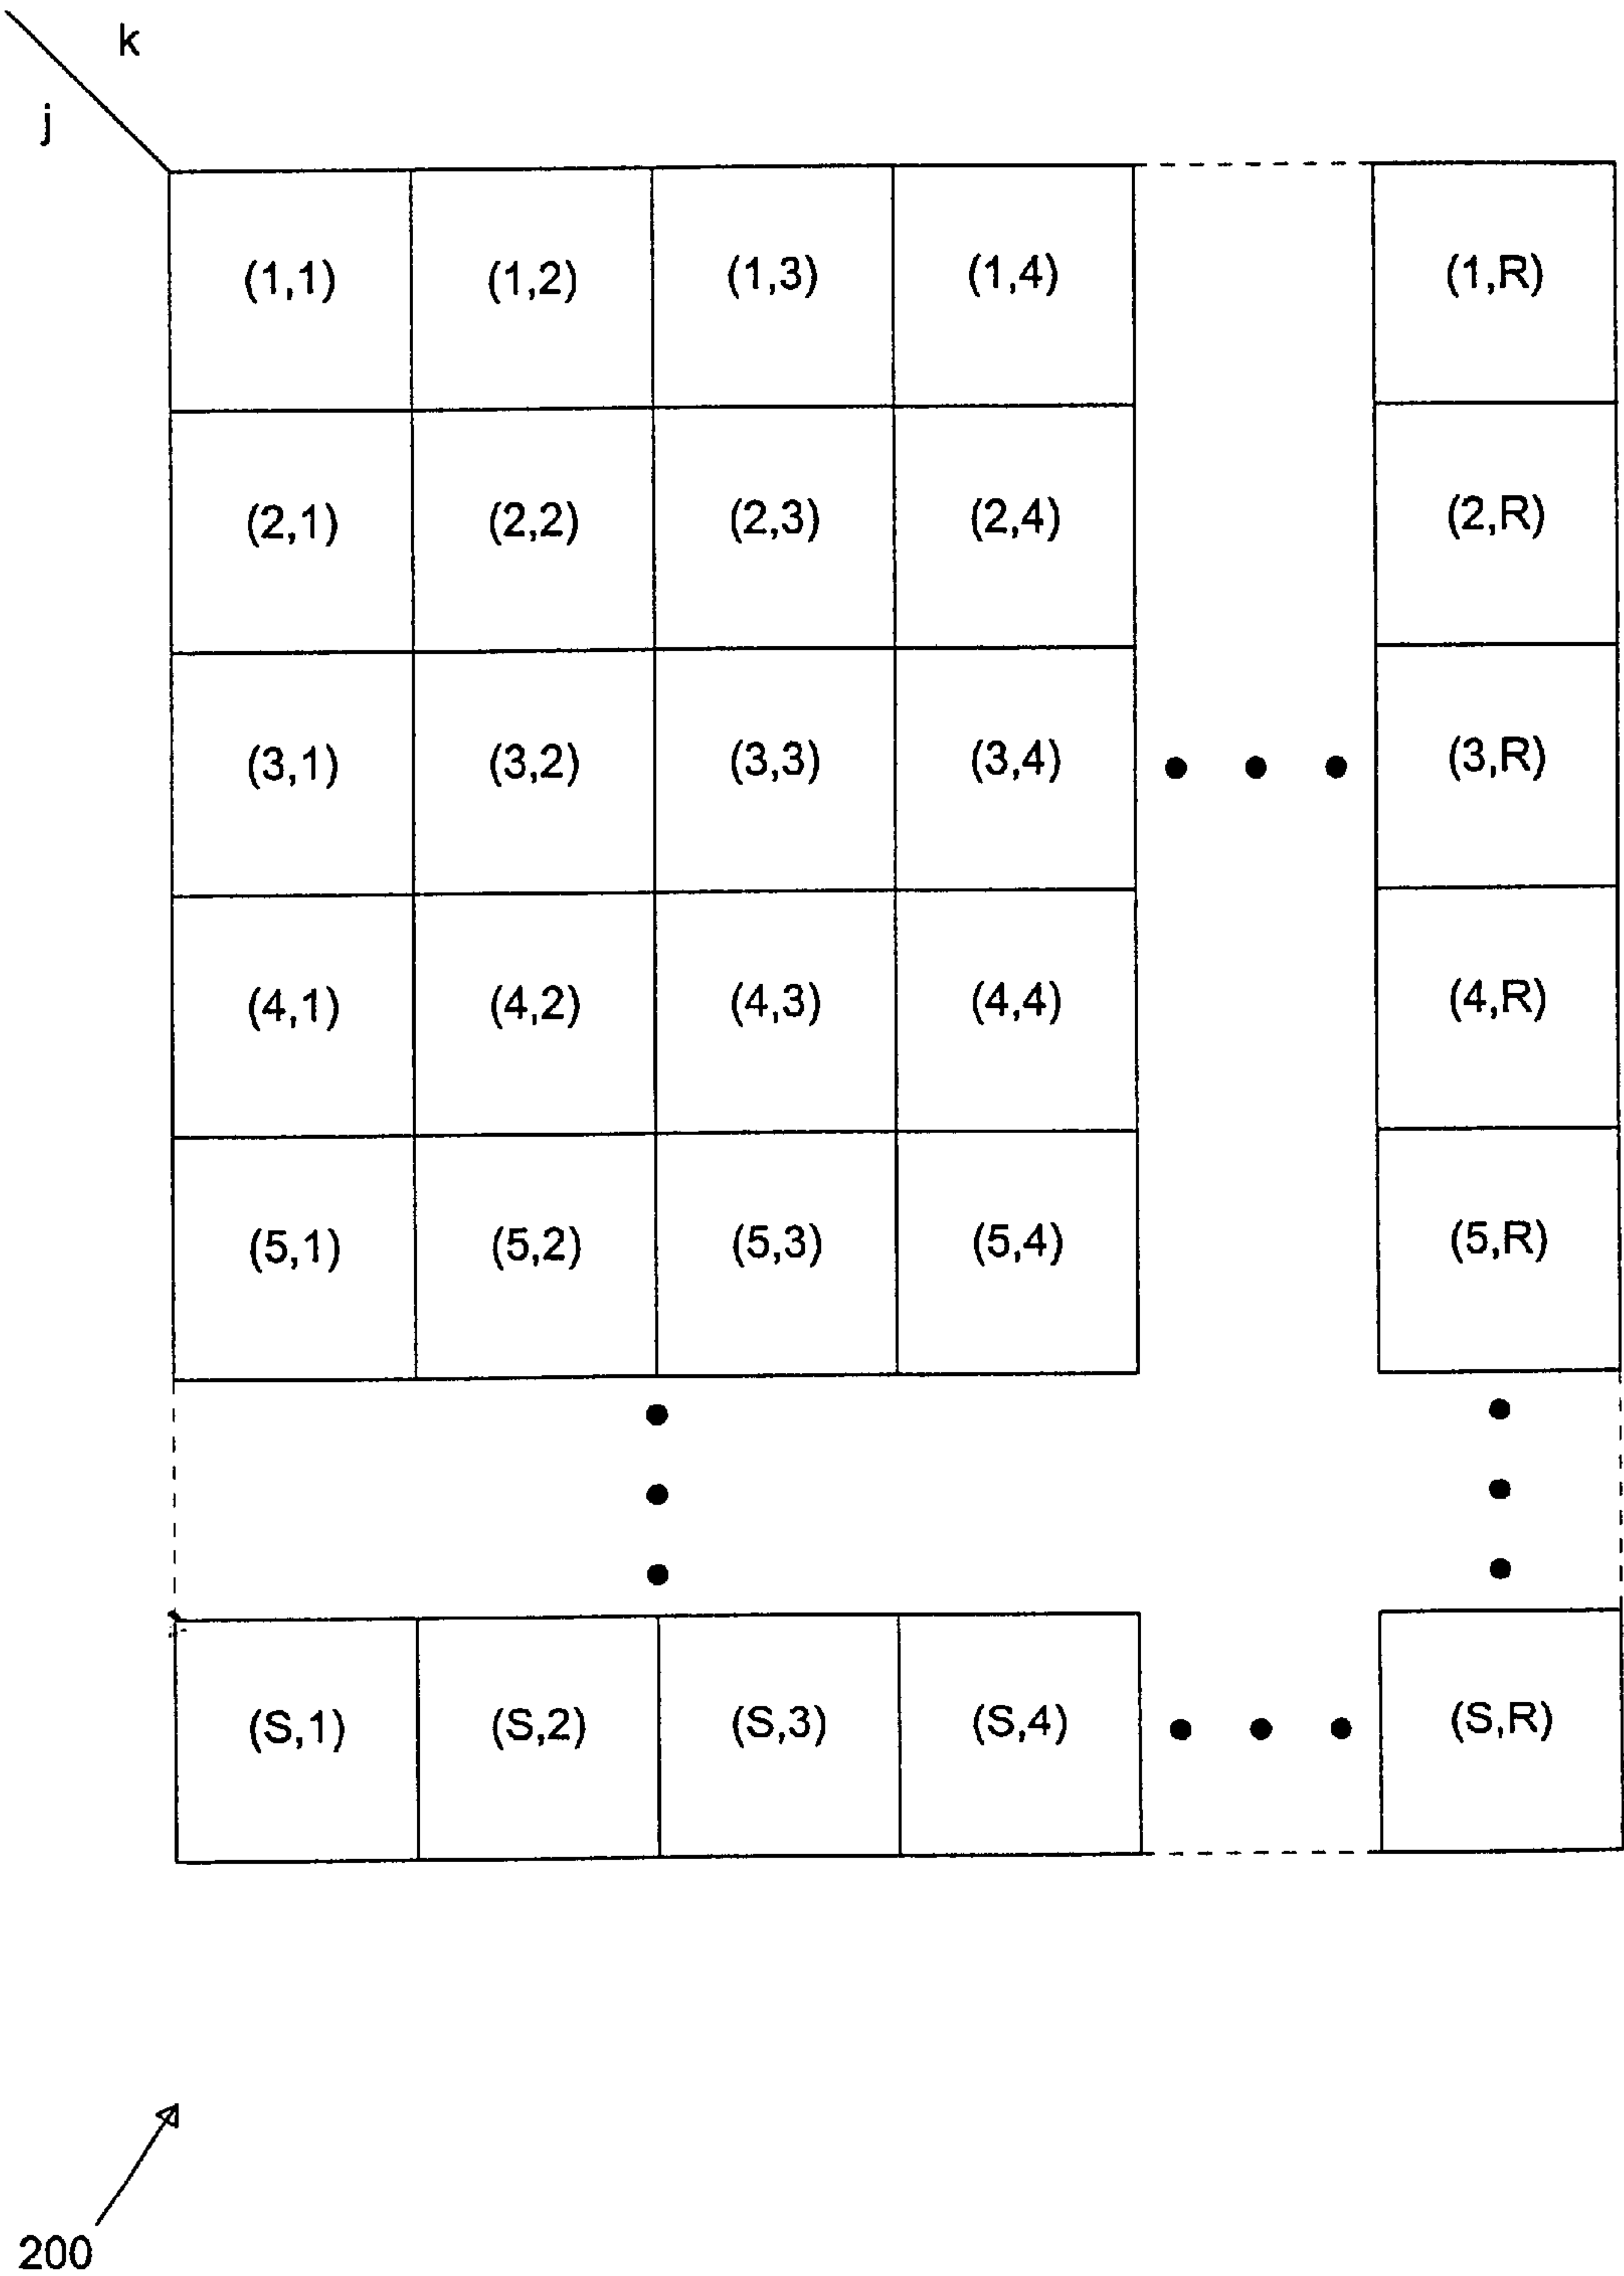 k
j
(1,1) (1,2) (1,3) (1,4) (1,R)
(2,1) (2,2) (2,3) (2,4) (2,R)
(3,1) (3,2) (3,3) (3,4) (3,R)
(4,1) (4,2) (4,3) (4,4) (4,R)
(5,1) (5,2) (5,3) (5,4) (5,R)
(S,1) (S,2) (S,3) (S,4) (S,R)
200